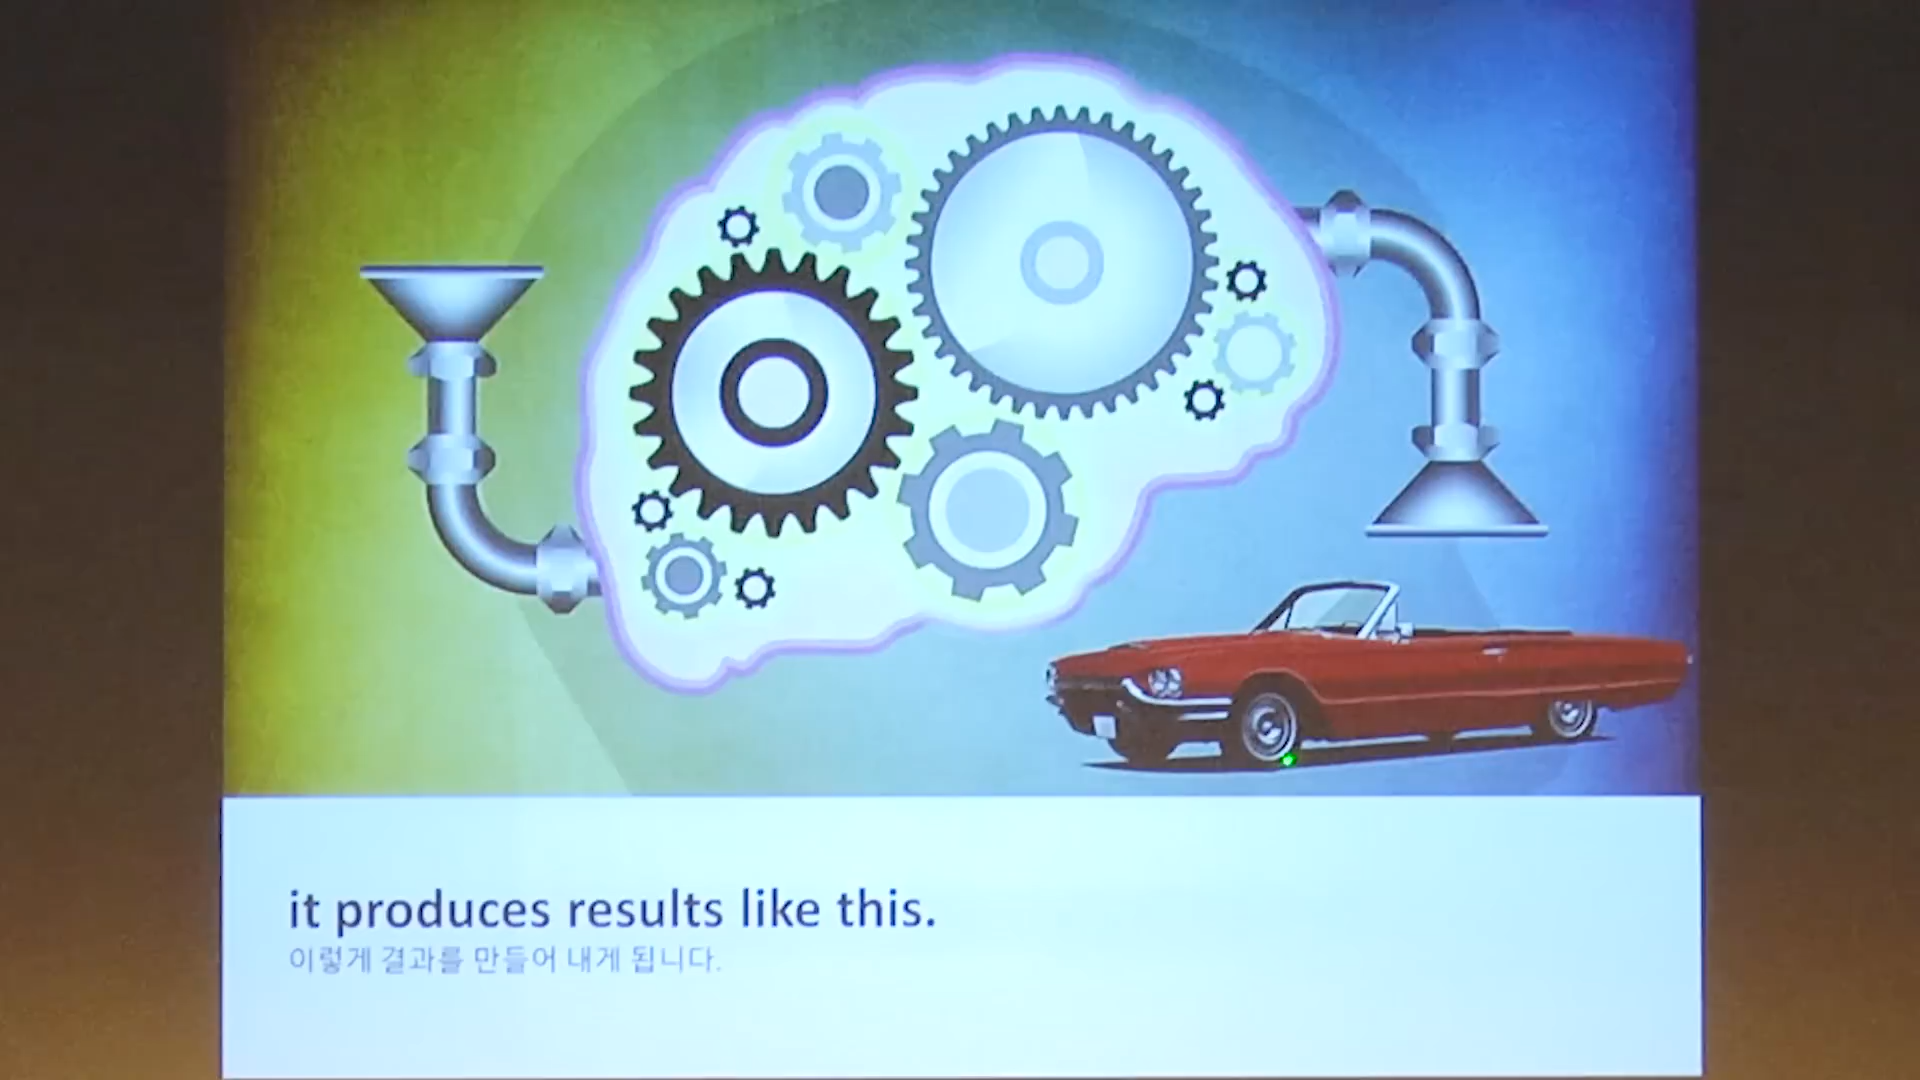 it produces results like this.
이렇게 결과를 만들어 내게 됩니다.